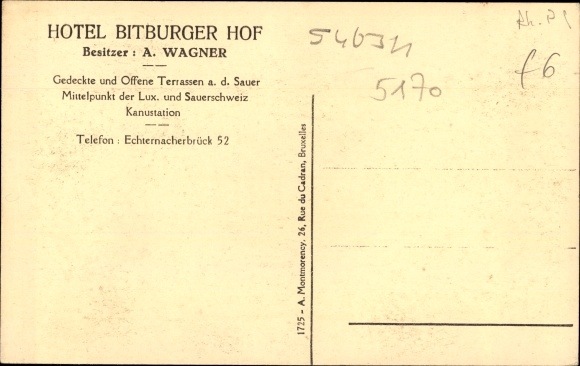 HOTEL BITBURGER HOF
Besitzer : A. WAGNER
Gedeckte und Offene Terrassen a. d. Sauer
Mittelpunkt der Lux. und Sauerschweiz
Kanustation
Telefon : Echternacherbrück 52
1725 - A. Montmorency, 26, Rue du Cadran, Bruxelles
5170
f6